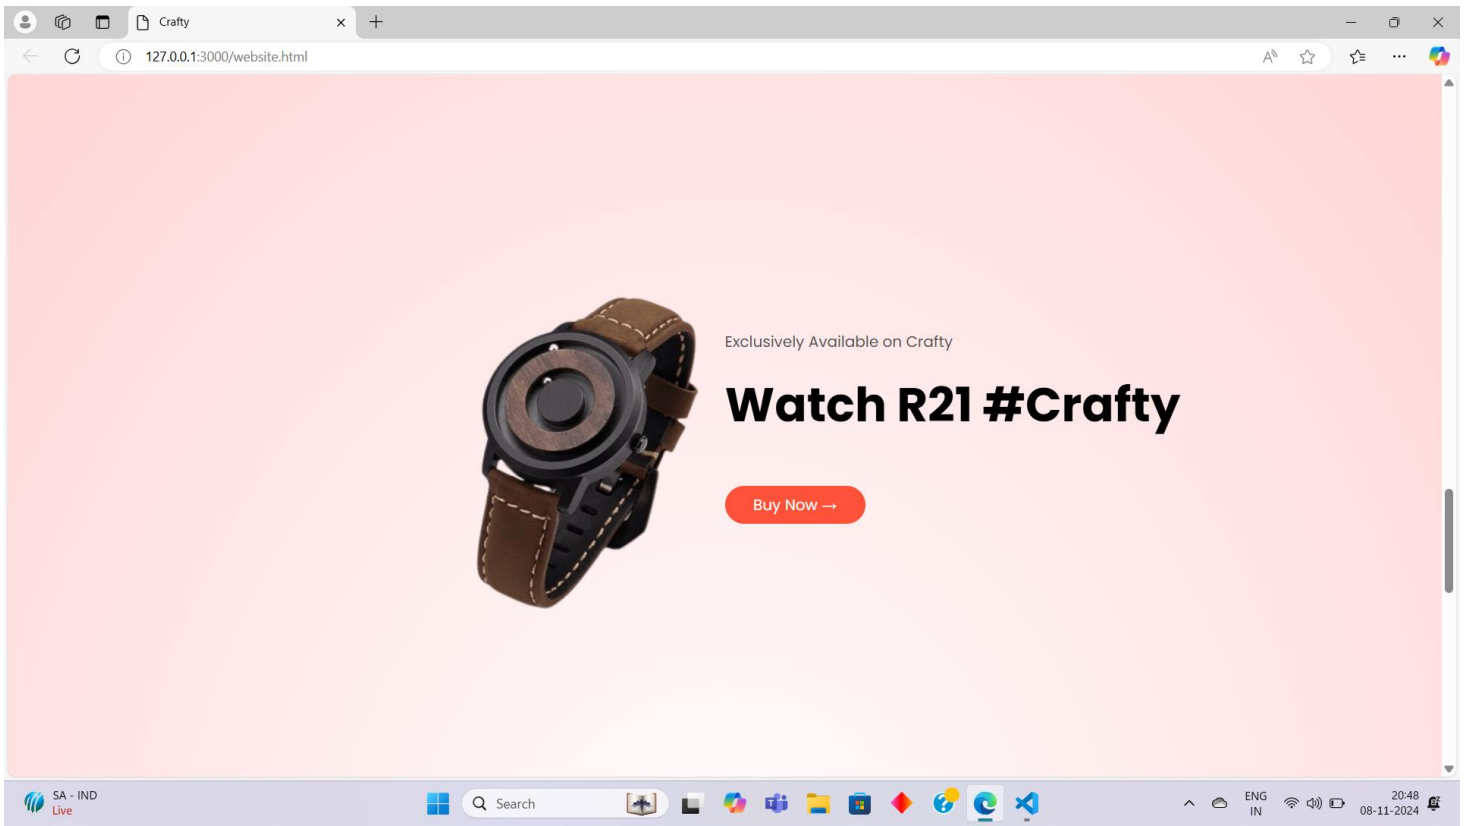 Crafty
127.0.0.1:3000/website.html
Exclusively Available on Crafty
Watch R21 #Crafty
Buy Now →
SA - IND
Live
Search
ENG
IN
20:48
08-11-2024